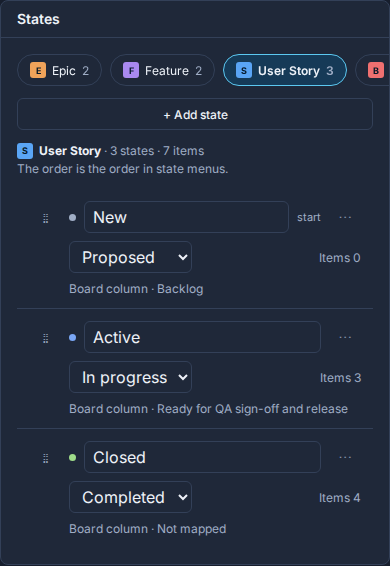 States
E Epic 2 F Feature 2 S User Story 3 B
+ Add state
S User Story · 3 states · 7 items
The order is the order in state menus.
New start ...
Proposed Items 0
Board column · Backlog
Active ...
In progress Items 3
Board column · Ready for QA sign-off and release
Closed ...
Completed Items 4
Board column · Not mapped